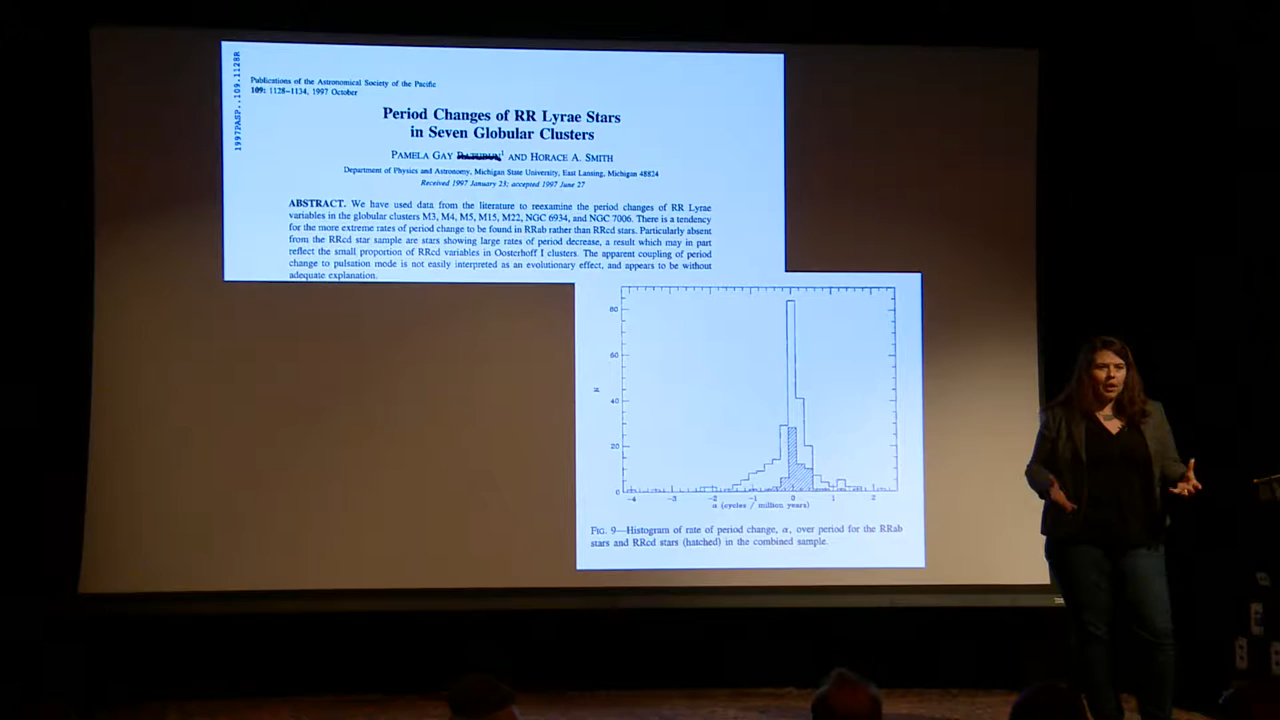 1997PASP..109.1128R
Publications of the Astronomical Society of the Pacific
109: 1128–1134, 1997 October
Period Changes of RR Lyrae Stars
in Seven Globular Clusters
PAMELA GAY 1 AND HORACE A. SMITH
Department of Physics and Astronomy, Michigan State University, East Lansing, Michigan 48824
Received 1997 January 23; accepted 1997 June 27
ABSTRACT. We have used data from the literature to reexamine the period changes of RR Lyrae
variables in the globular clusters M3, M4, M5, M15, M22, NGC 6934, and NGC 7006. There is a tendency
for the more extreme rates of period change to be found in RRab rather than RRcd stars. Particularly absent
from the RRcd star sample are stars showing large rates of period decrease, a result which may in part
reflect the small proportion of RRcd variables in Oosterhoff I clusters. The apparent coupling of period
change to pulsation mode is not easily interpreted as an evolutionary effect, and appears to be without
adequate explanation.
80
60
N
40
20
0
−4 −3 −2 −1 0 1 2
α (cycles / million years)
FIG. 9—Histogram of rate of period change, α, over period for the RRab
stars and RRcd stars (hatched) in the combined sample.